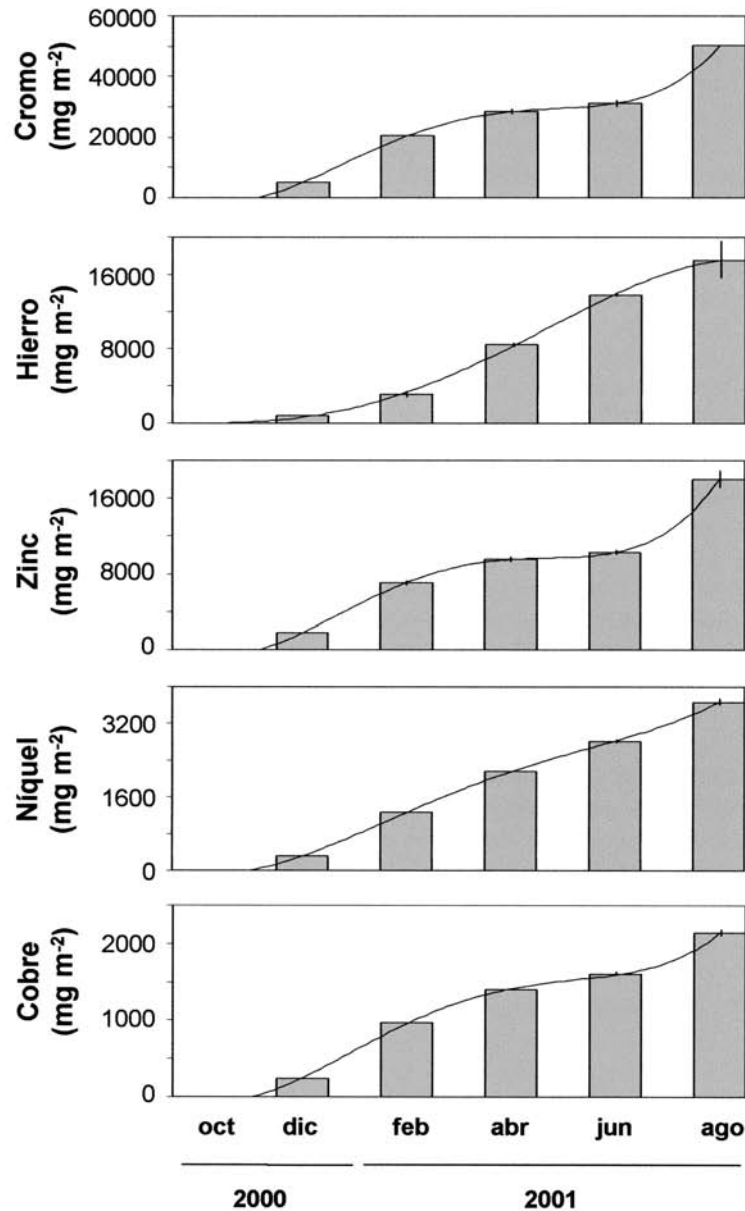 Cromo
(mg m-2)
60000
40000
20000
0
Hierro
(mg m-2)
16000
8000
0
Zinc
(mg m-2)
16000
8000
0
Níquel
(mg m-2)
3200
1600
0
Cobre
(mg m-2)
2000
1000
0
oct dic feb abr jun ago
2000 2001